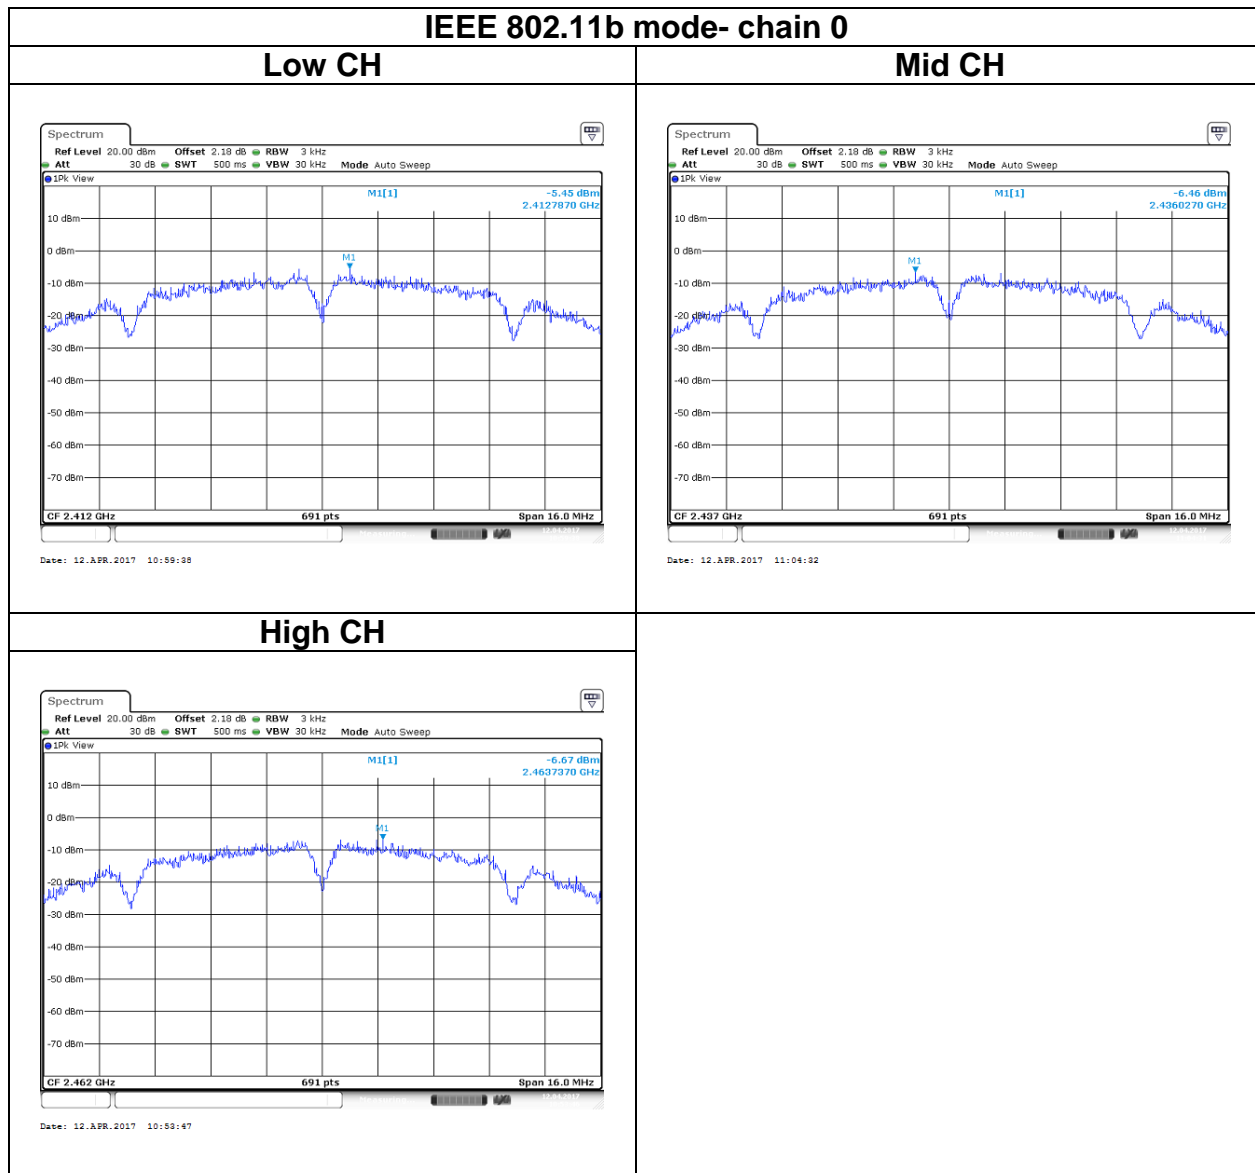 IEEE 802.11b mode- chain 0
Low CH
Mid CH
Spectrum
Ref Level 20.00 dBm Offset 2.18 dB RBW 3 kHz
Att 30 dB SWT 500 ms VBW 30 kHz Mode Auto Sweep
1Pk View
M1[1] -5.45 dBm
2.4127870 GHz
10 dBm
0 dBm
M1
-10 dBm
-20 dBm
-30 dBm
-40 dBm
-50 dBm
-60 dBm
-70 dBm
CF 2.412 GHz 691 pts Span 16.0 MHz
Date: 12.APR.2017 10:59:38
Spectrum
Ref Level 20.00 dBm Offset 2.18 dB RBW 3 kHz
Att 30 dB SWT 500 ms VBW 30 kHz Mode Auto Sweep
1Pk View
M1[1] -6.46 dBm
2.4360270 GHz
10 dBm
0 dBm
M1
-10 dBm
-20 dBm
-30 dBm
-40 dBm
-50 dBm
-60 dBm
-70 dBm
CF 2.437 GHz 691 pts Span 16.0 MHz
Date: 12.APR.2017 11:04:32
High CH
Spectrum
Ref Level 20.00 dBm Offset 2.18 dB RBW 3 kHz
Att 30 dB SWT 500 ms VBW 30 kHz Mode Auto Sweep
1Pk View
M1[1] -6.67 dBm
2.4637370 GHz
10 dBm
0 dBm
M1
-10 dBm
-20 dBm
-30 dBm
-40 dBm
-50 dBm
-60 dBm
-70 dBm
CF 2.462 GHz 691 pts Span 16.0 MHz
Date: 12.APR.2017 10:53:47